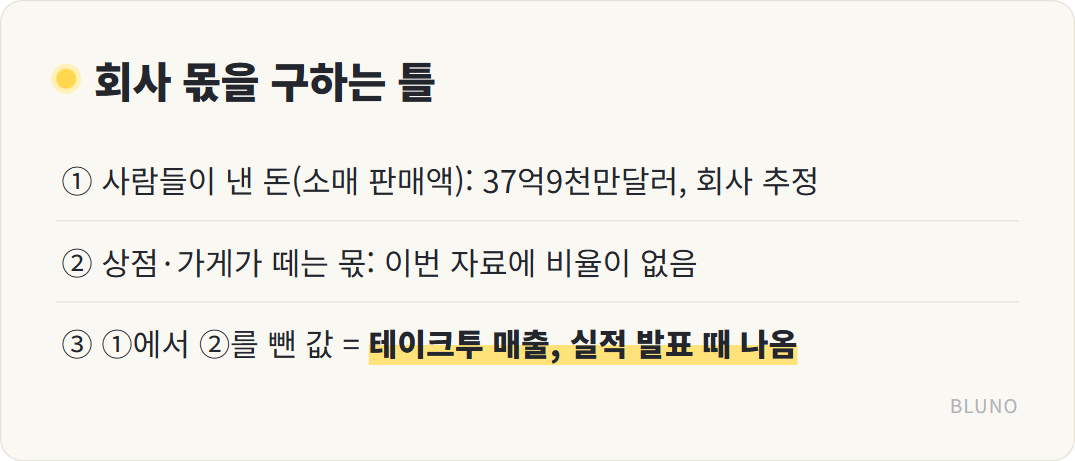 회사 몫을 구하는 틀
① 사람들이 낸 돈(소매 판매액): 37억9천만달러, 회사 추정
② 상점·가게가 떼는 몫: 이번 자료에 비율이 없음
③ ①에서 ②를 뺀 값 = 테이크투 매출, 실적 발표 때 나옴
BLUNO